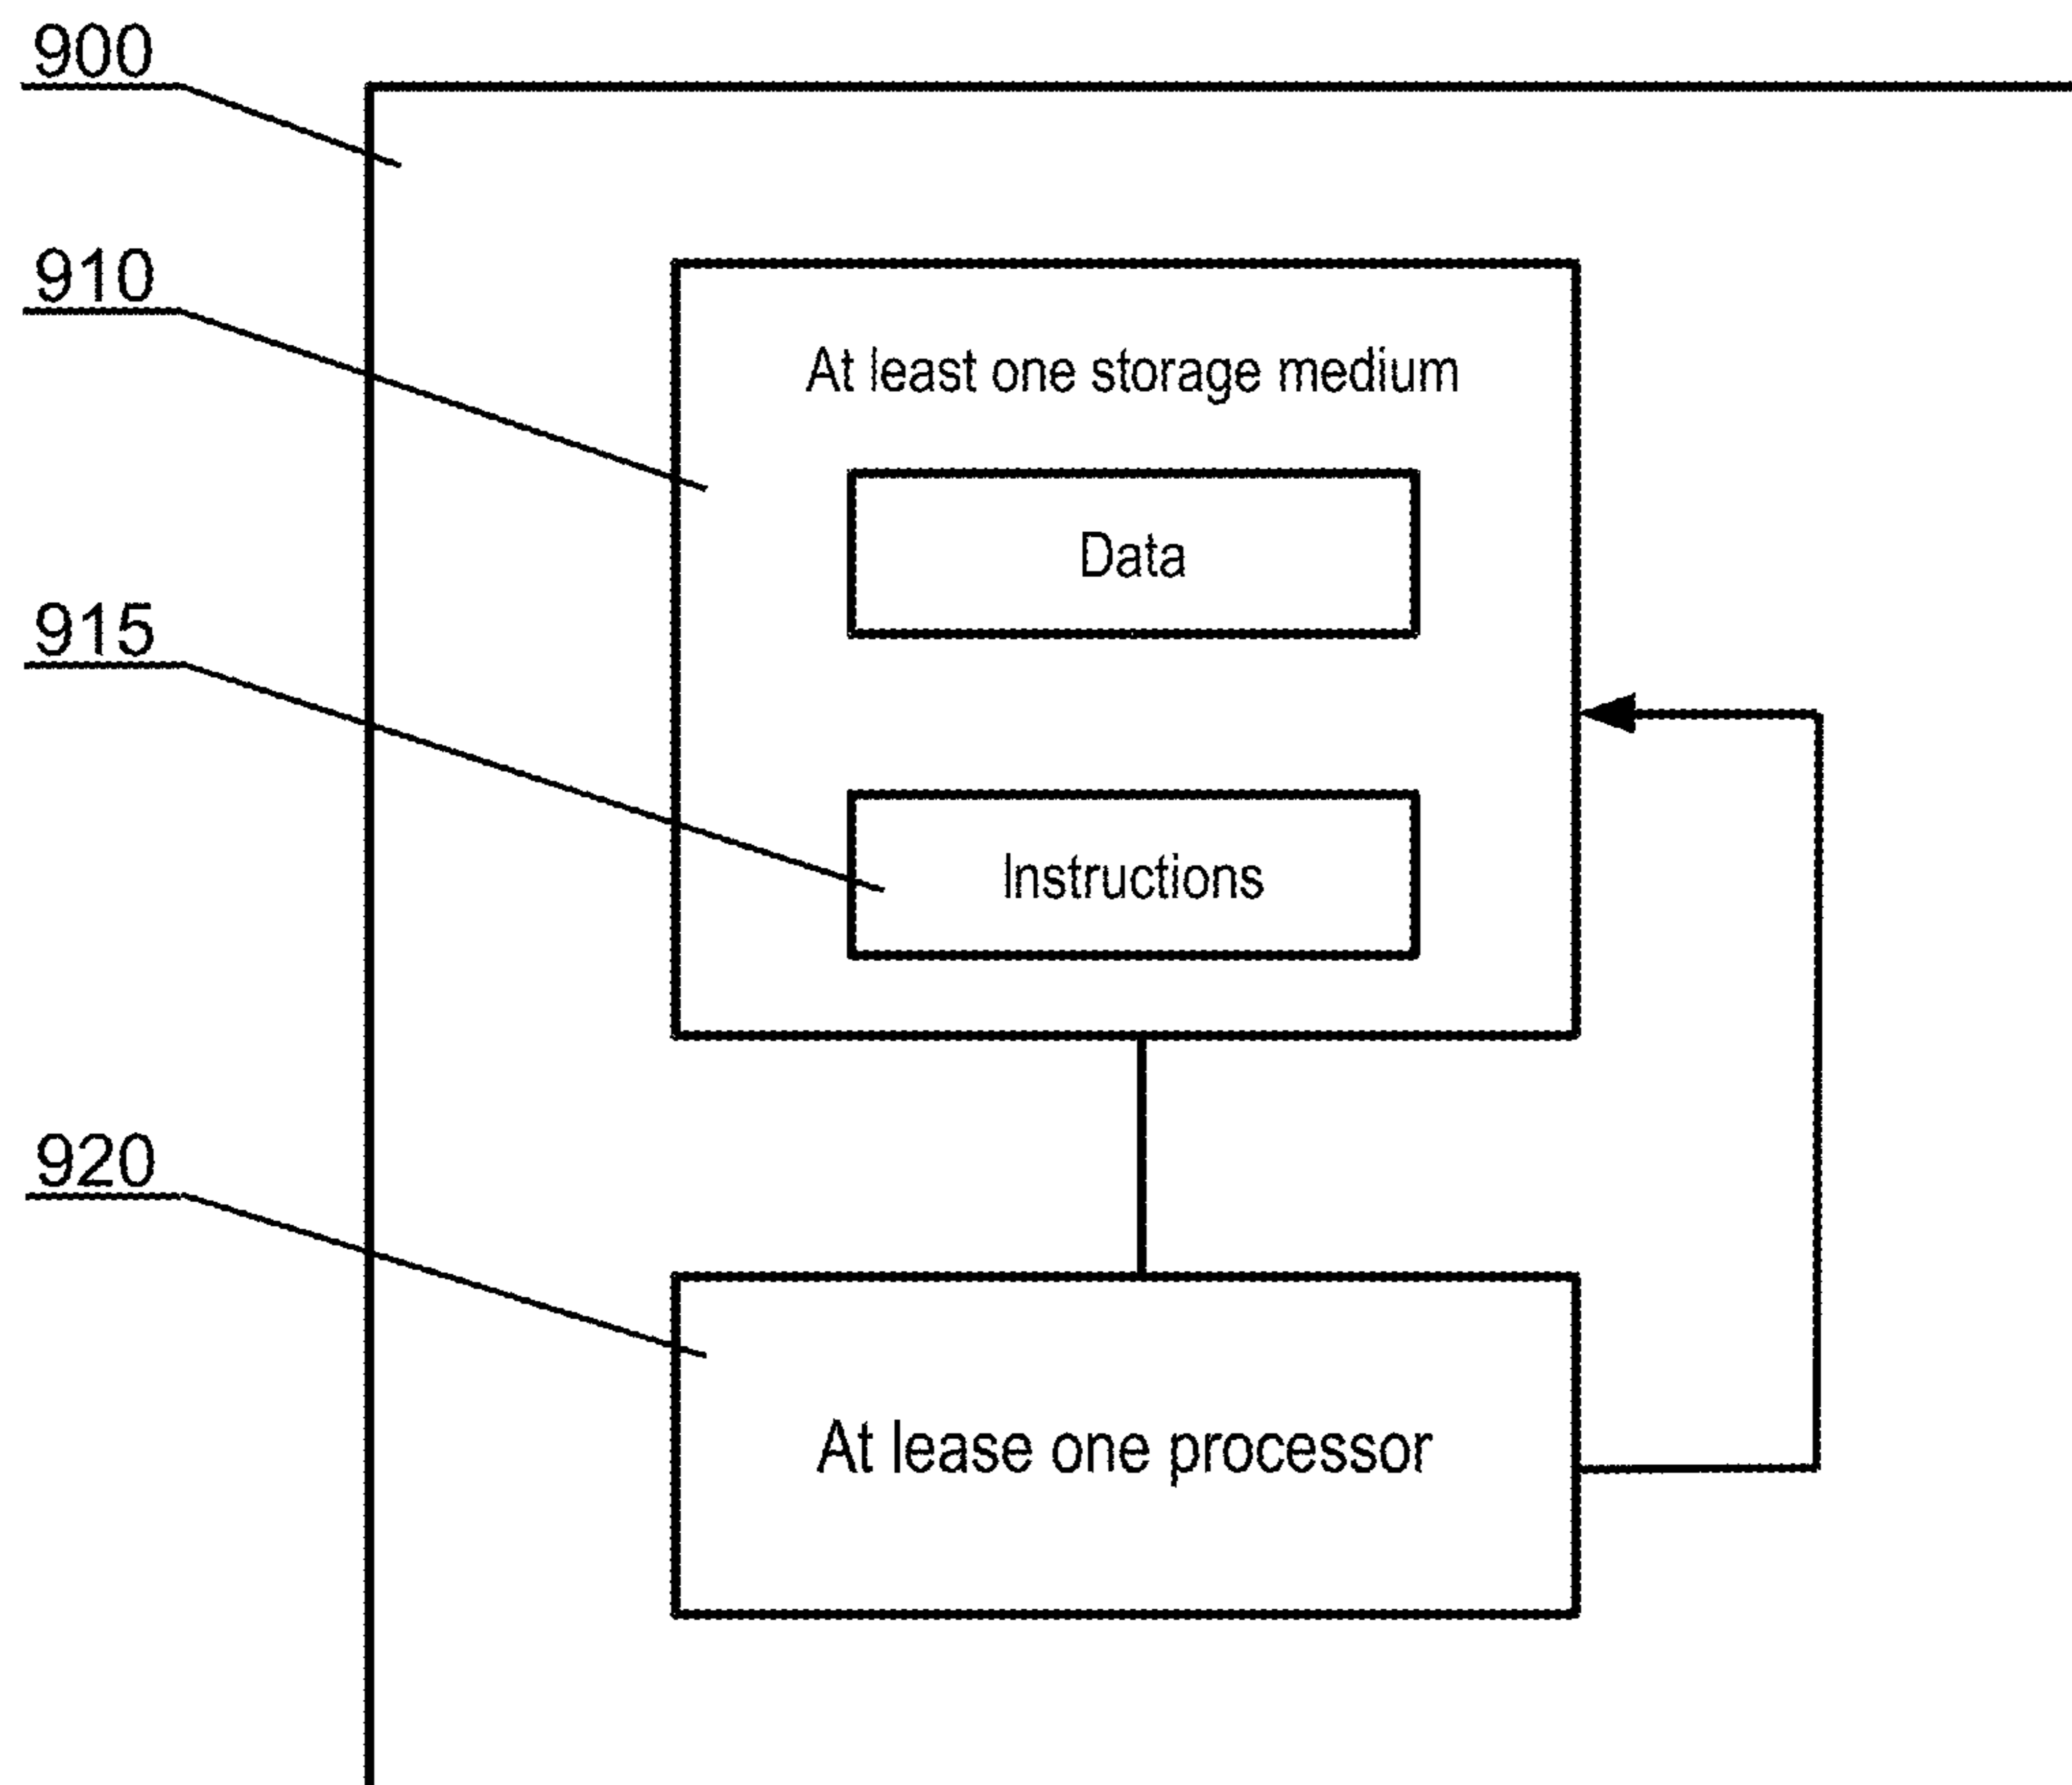 900
910
At least one storage medium
Data
915
Instructions
920
At lease one processor